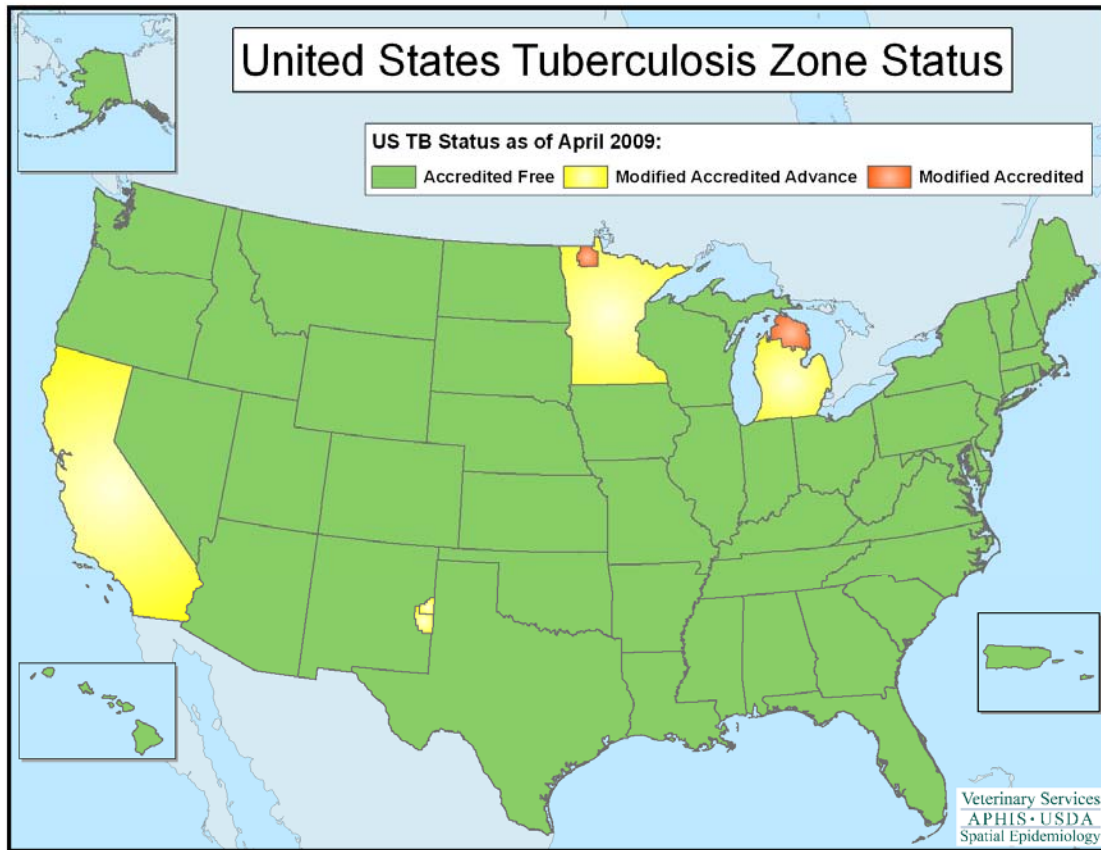 United States Tuberculosis Zone Status
US TB Status as of April 2009:
Accredited Free Modified Accredited Advance Modified Accredited
Veterinary Services
APHIS • USDA
Spatial Epidemiology